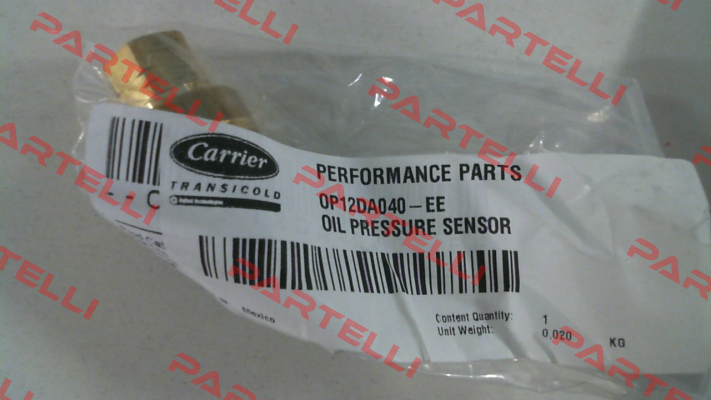 Carrier
TRANSICOLD
PERFORMANCE PARTS
OP12DA040-EE
OIL PRESSURE SENSOR
Mexico
Content Quantity: 1
Unit Weight: 0,020 KG
PARTELLI
PARTELLI
PARTELLI
PARTELLI
PARTELLI
PARTELLI
PARTELLI
PARTELLI